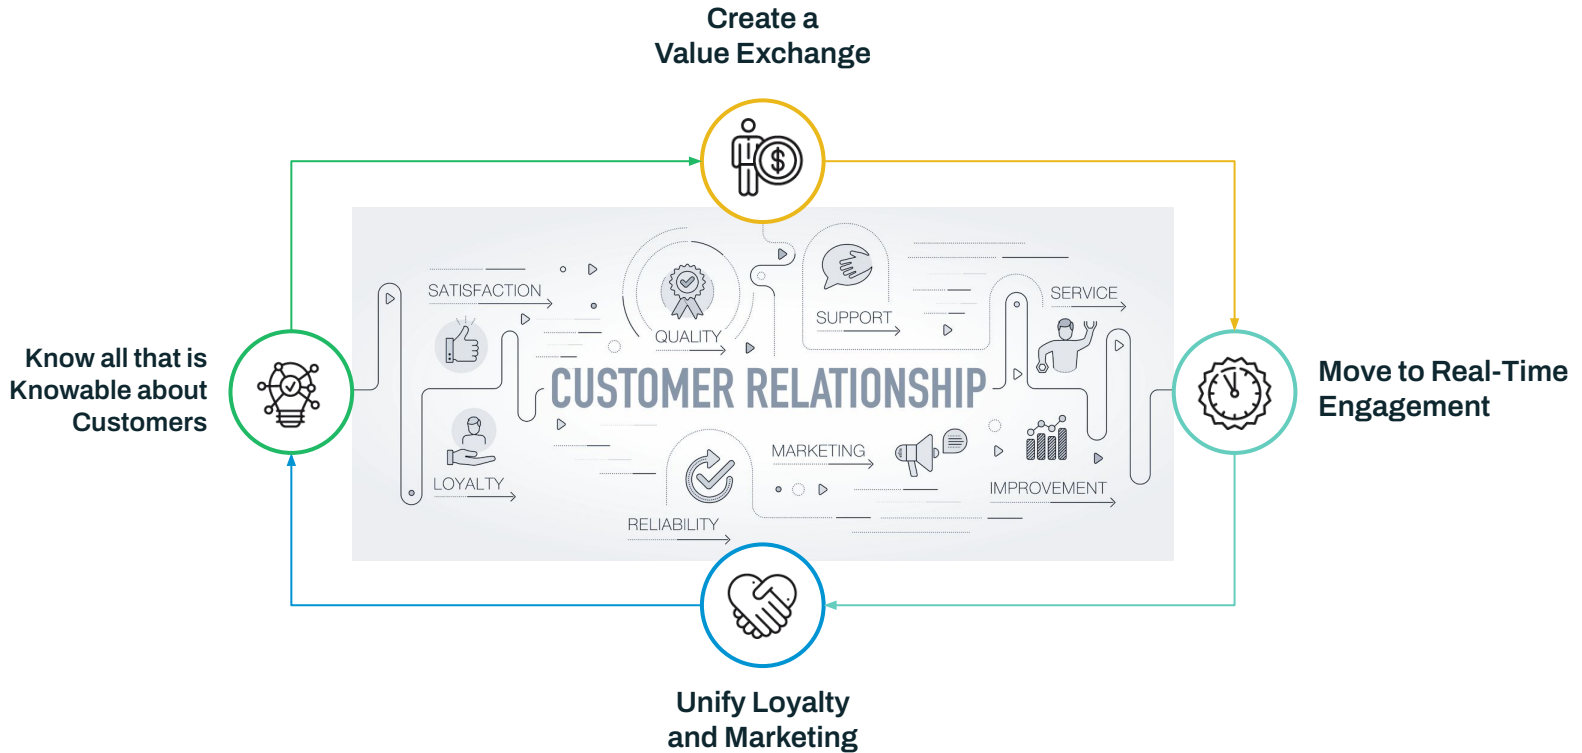 Create a
Value Exchange
$
SATISFACTION
QUALITY
SUPPORT
SERVICE
Know all that is
Knowable about
Customers
CUSTOMER RELATIONSHIP
Move to Real-Time
Engagement
LOYALTY
RELIABILITY
MARKETING
IMPROVEMENT
Unify Loyalty
and Marketing